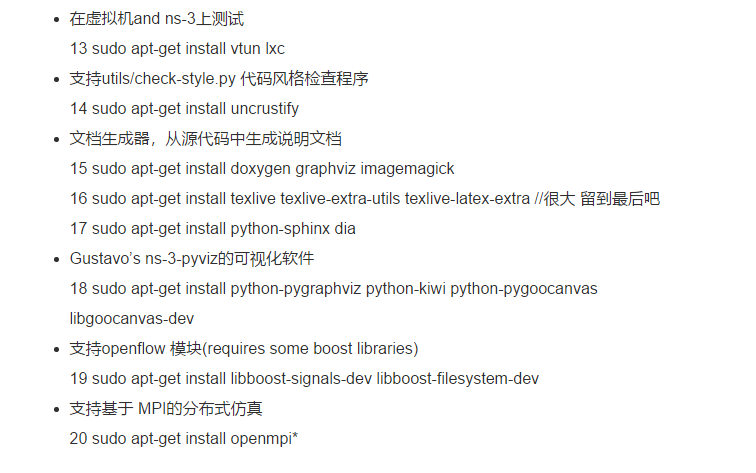 在虚拟机and ns-3上测试
13 sudo apt-get install vtun lxc
支持utils/check-style.py 代码风格检查程序
14 sudo apt-get install uncrustify
文档生成器，从源代码中生成说明文档
15 sudo apt-get install doxygen graphviz imagemagick
16 sudo apt-get install texlive texlive-extra-utils texlive-latex-extra //很大 留到最后吧
17 sudo apt-get install python-sphinx dia
Gustavo’s ns-3-pyviz的可视化软件
18 sudo apt-get install python-pygraphviz python-kiwi python-pygoocanvas
libgoocanvas-dev
支持openflow 模块(requires some boost libraries)
19 sudo apt-get install libboost-signals-dev libboost-filesystem-dev
支持基于 MPI的分布式仿真
20 sudo apt-get install openmpi*